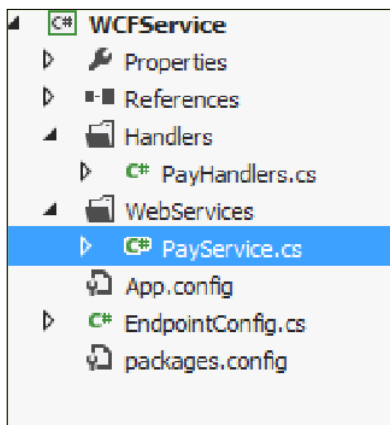 C# WCFService
Properties
References
Handlers
C# PayHandlers.cs
WebServices
C# PayService.cs
App.config
C# EndpointConfig.cs
packages.config